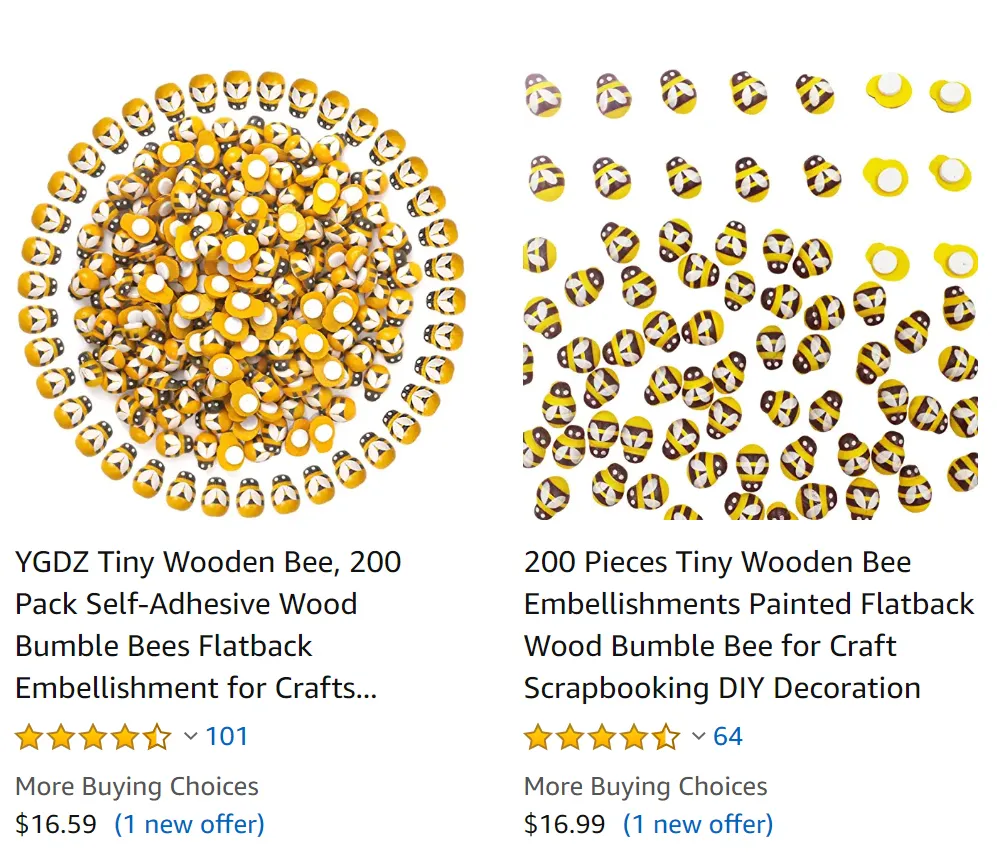 YGDZ Tiny Wooden Bee, 200
Pack Self-Adhesive Wood
Bumble Bees Flatback
Embellishment for Crafts...
101
More Buying Choices
$16.59 (1 new offer)
200 Pieces Tiny Wooden Bee
Embellishments Painted Flatback
Wood Bumble Bee for Craft
Scrapbooking DIY Decoration
64
More Buying Choices
$16.99 (1 new offer)